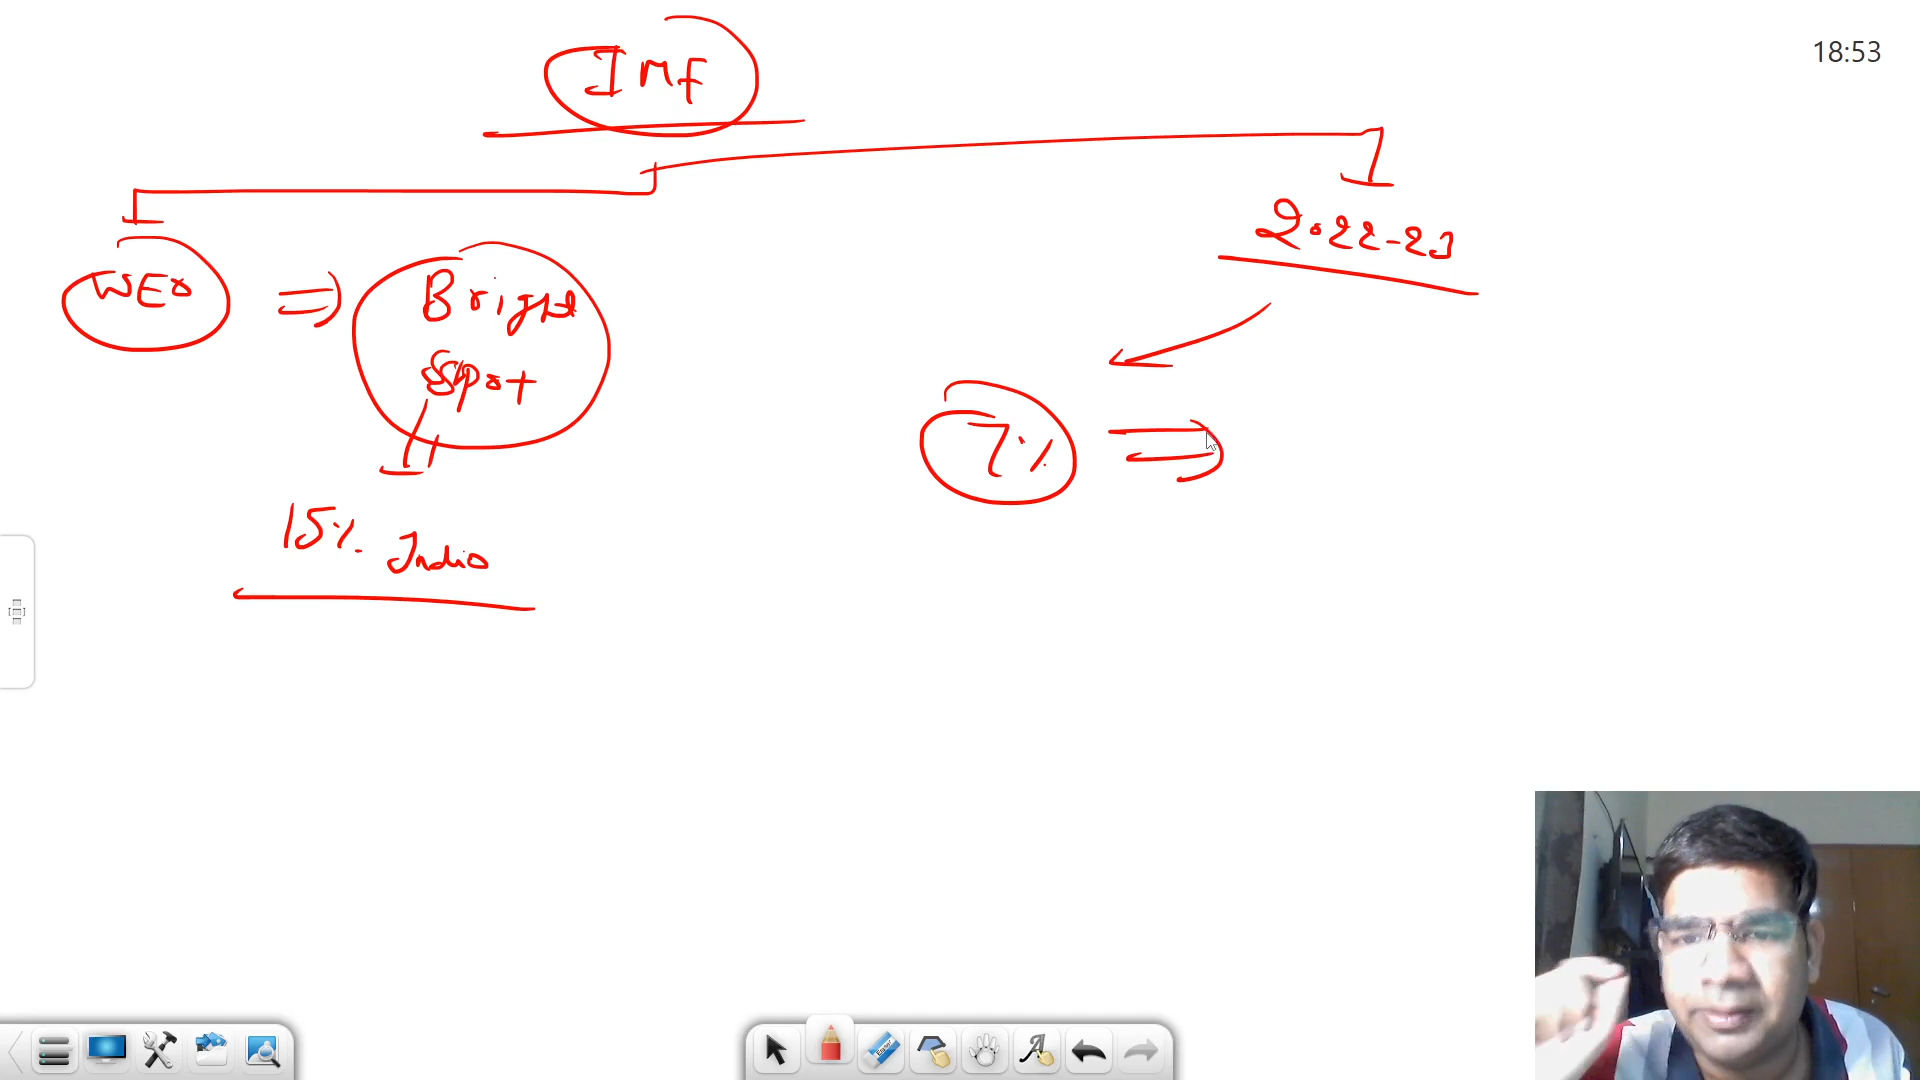 18:53
IMF
2022-23
WEO ⇒ Bright
Spot
7% ⇒
15% India